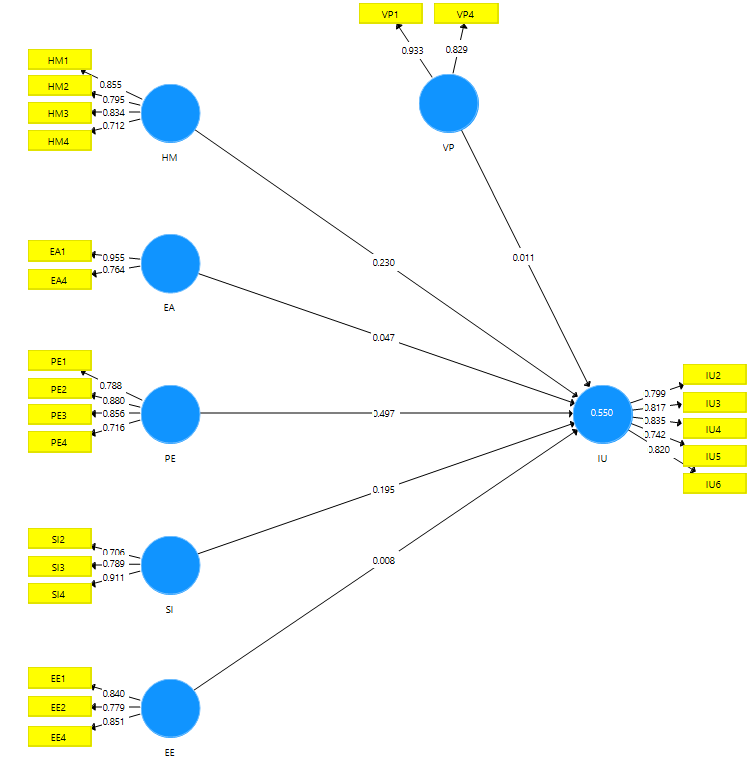 VP1 VP4
0.933 0.829
VP
HM1
HM2
HM3
HM4
0.855
0.795
0.834
0.712
HM
0.230
0.011
EA1
EA4
0.955
0.764
EA
0.047
PE1
PE2
PE3
PE4
0.788
0.880
0.856
0.716
PE
0.497
0.550
IU
0.799
0.817
0.835
0.742
0.820
IU2
IU3
IU4
IU5
IU6
SI2
SI3
SI4
0.706
0.789
0.911
SI
0.195
0.008
EE1
EE2
EE4
0.840
0.779
0.851
EE